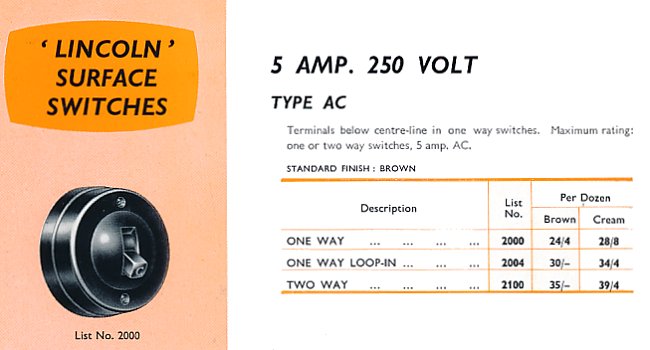 ‘ LINCOLN ’
SURFACE
SWITCHES
List No. 2000
5 AMP. 250 VOLT
TYPE AC
Terminals below centre-line in one way switches. Maximum rating:
one or two way switches, 5 amp. AC.
STANDARD FINISH : BROWN
Description List No. Per Dozen
Brown Cream
ONE WAY ... ... ... ... 2000 24/4 28/8
ONE WAY LOOP-IN ... ... ... 2004 30/– 34/4
TWO WAY ... ... ... ... 2100 35/– 39/4